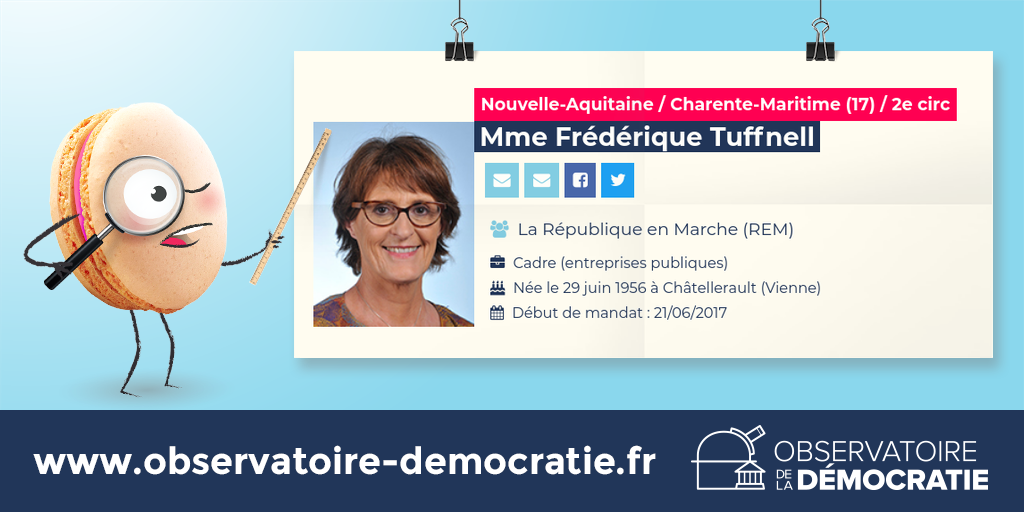 Nouvelle-Aquitaine / Charente-Maritime (17) / 2e circ
Mme Frédérique Tuffnell
La République en Marche (REM)
Cadre (entreprises publiques)
Née le 29 juin 1956 à Châtellerault (Vienne)
Début de mandat : 21/06/2017
www.observatoire-democratie.fr
OBSERVATOIRE
DE LA DÉMOCRATIE